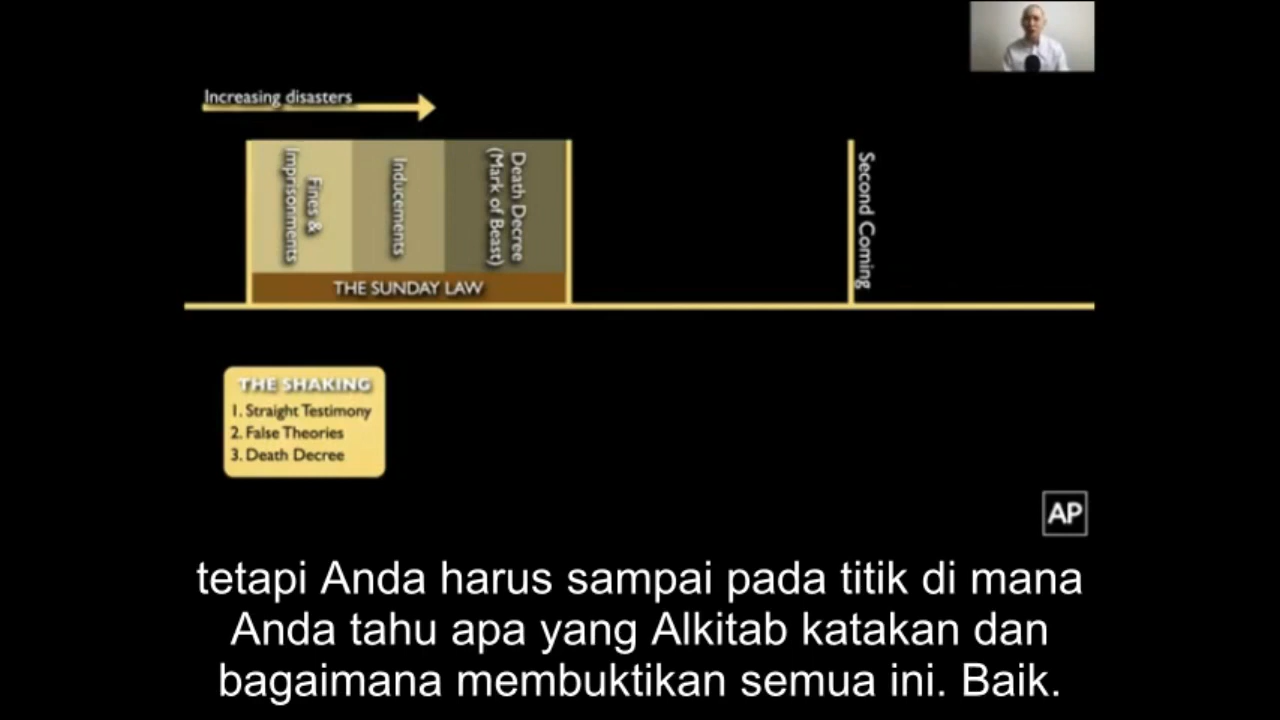 Increasing disasters
Fines &
Imprisonments
Inducements
Death Decree
(Mark of Beast)
Second Coming
THE SUNDAY LAW
THE SHAKING
1. Straight Testimony
2. False Theories
3. Death Decree
AP
tetapi Anda harus sampai pada titik di mana
Anda tahu apa yang Alkitab katakan dan
bagaimana membuktikan semua ini. Baik.